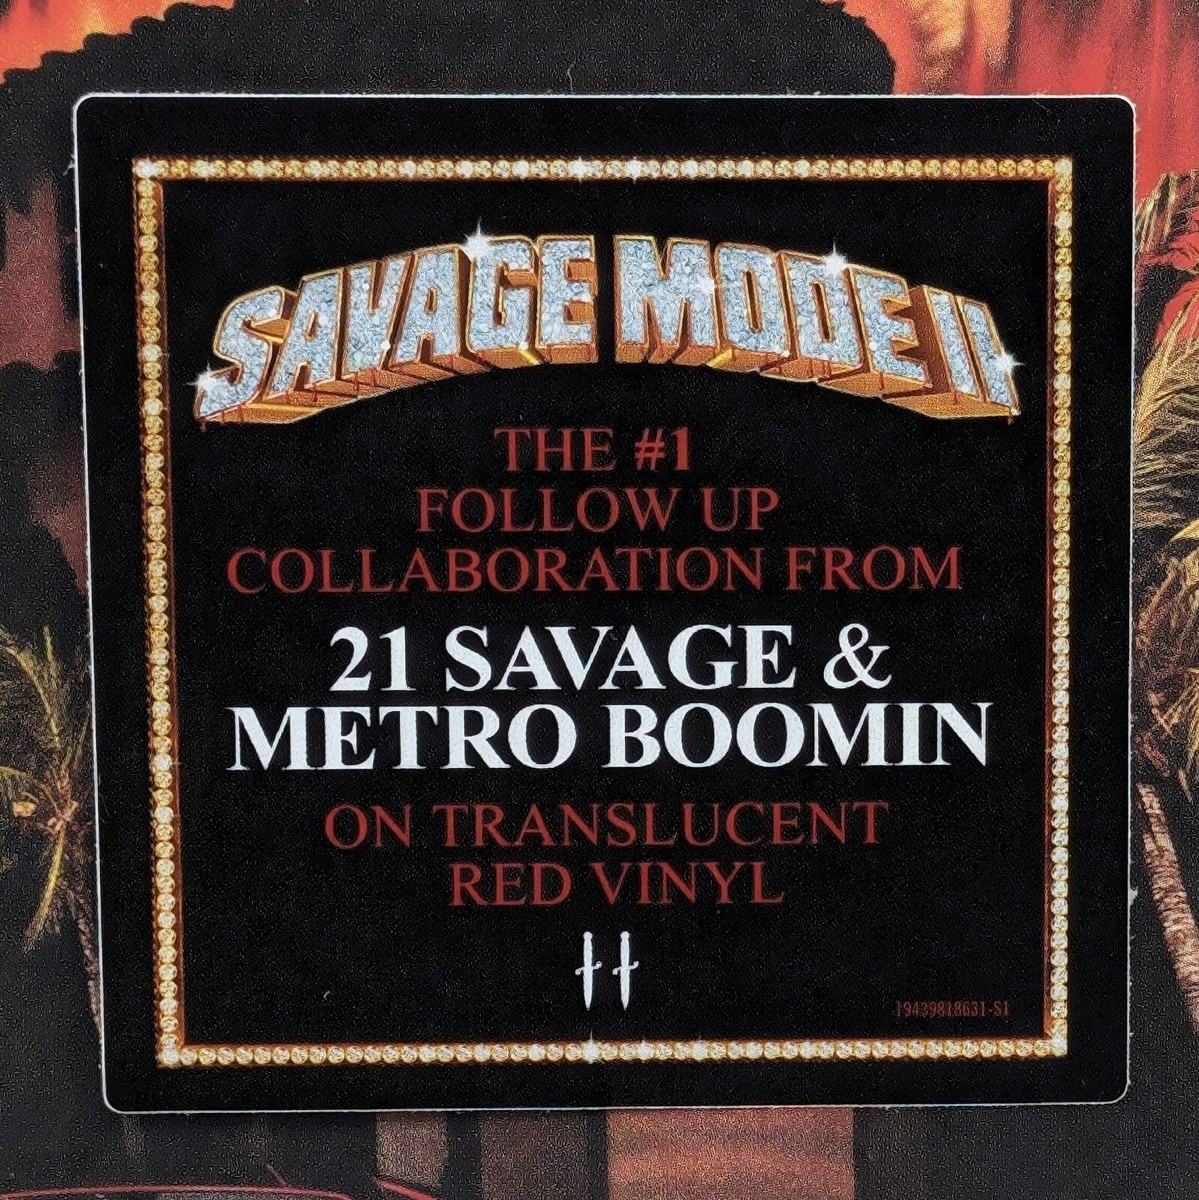 SAVAGE MODE II
THE #1
FOLLOW UP
COLLABORATION FROM
21 SAVAGE &
METRO BOOMIN
ON TRANSLUCENT
RED VINYL
19439818631-S1